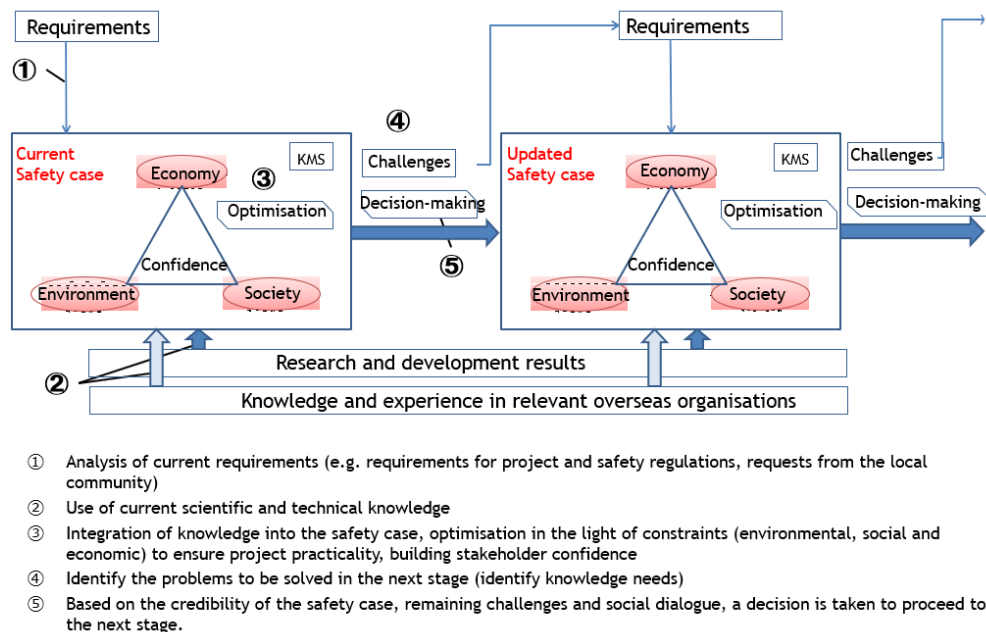 Requirements
Requirements
①
④
Current
Safety case
KMS
Economy
③
Optimisation
Confidence
Environment
Society
Challenges
Decision-making
⑤
Updated
Safety case
KMS
Economy
Optimisation
Confidence
Environment
Society
Challenges
Decision-making
②
Research and development results
Knowledge and experience in relevant overseas organisations
① Analysis of current requirements (e.g. requirements for project and safety regulations, requests from the local
community)
② Use of current scientific and technical knowledge
③ Integration of knowledge into the safety case, optimisation in the light of constraints (environmental, social and
economic) to ensure project practicality, building stakeholder confidence
④ Identify the problems to be solved in the next stage (identify knowledge needs)
⑤ Based on the credibility of the safety case, remaining challenges and social dialogue, a decision is taken to proceed to
the next stage.